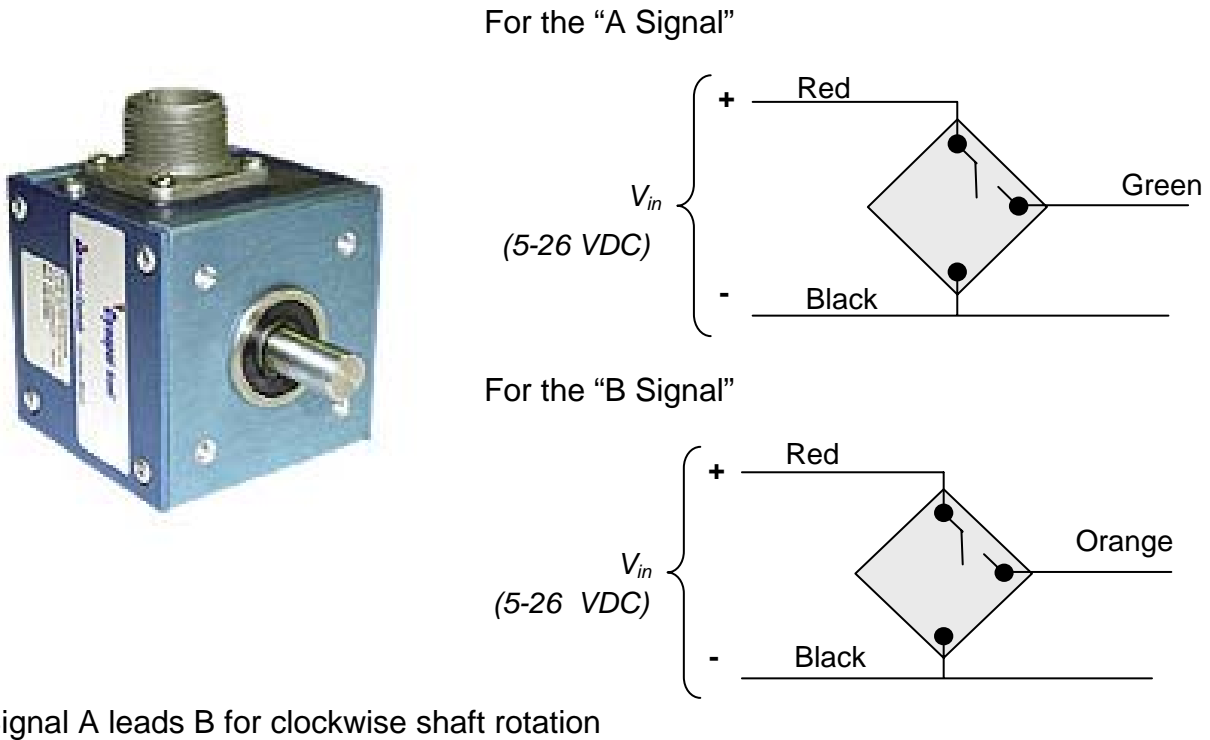 For the “A Signal”
+
Red
Green
Vin
(5-26 VDC)
-
Black
For the “B Signal”
+
Red
Orange
Vin
(5-26 VDC)
-
Black
ignal A leads B for clockwise shaft rotation